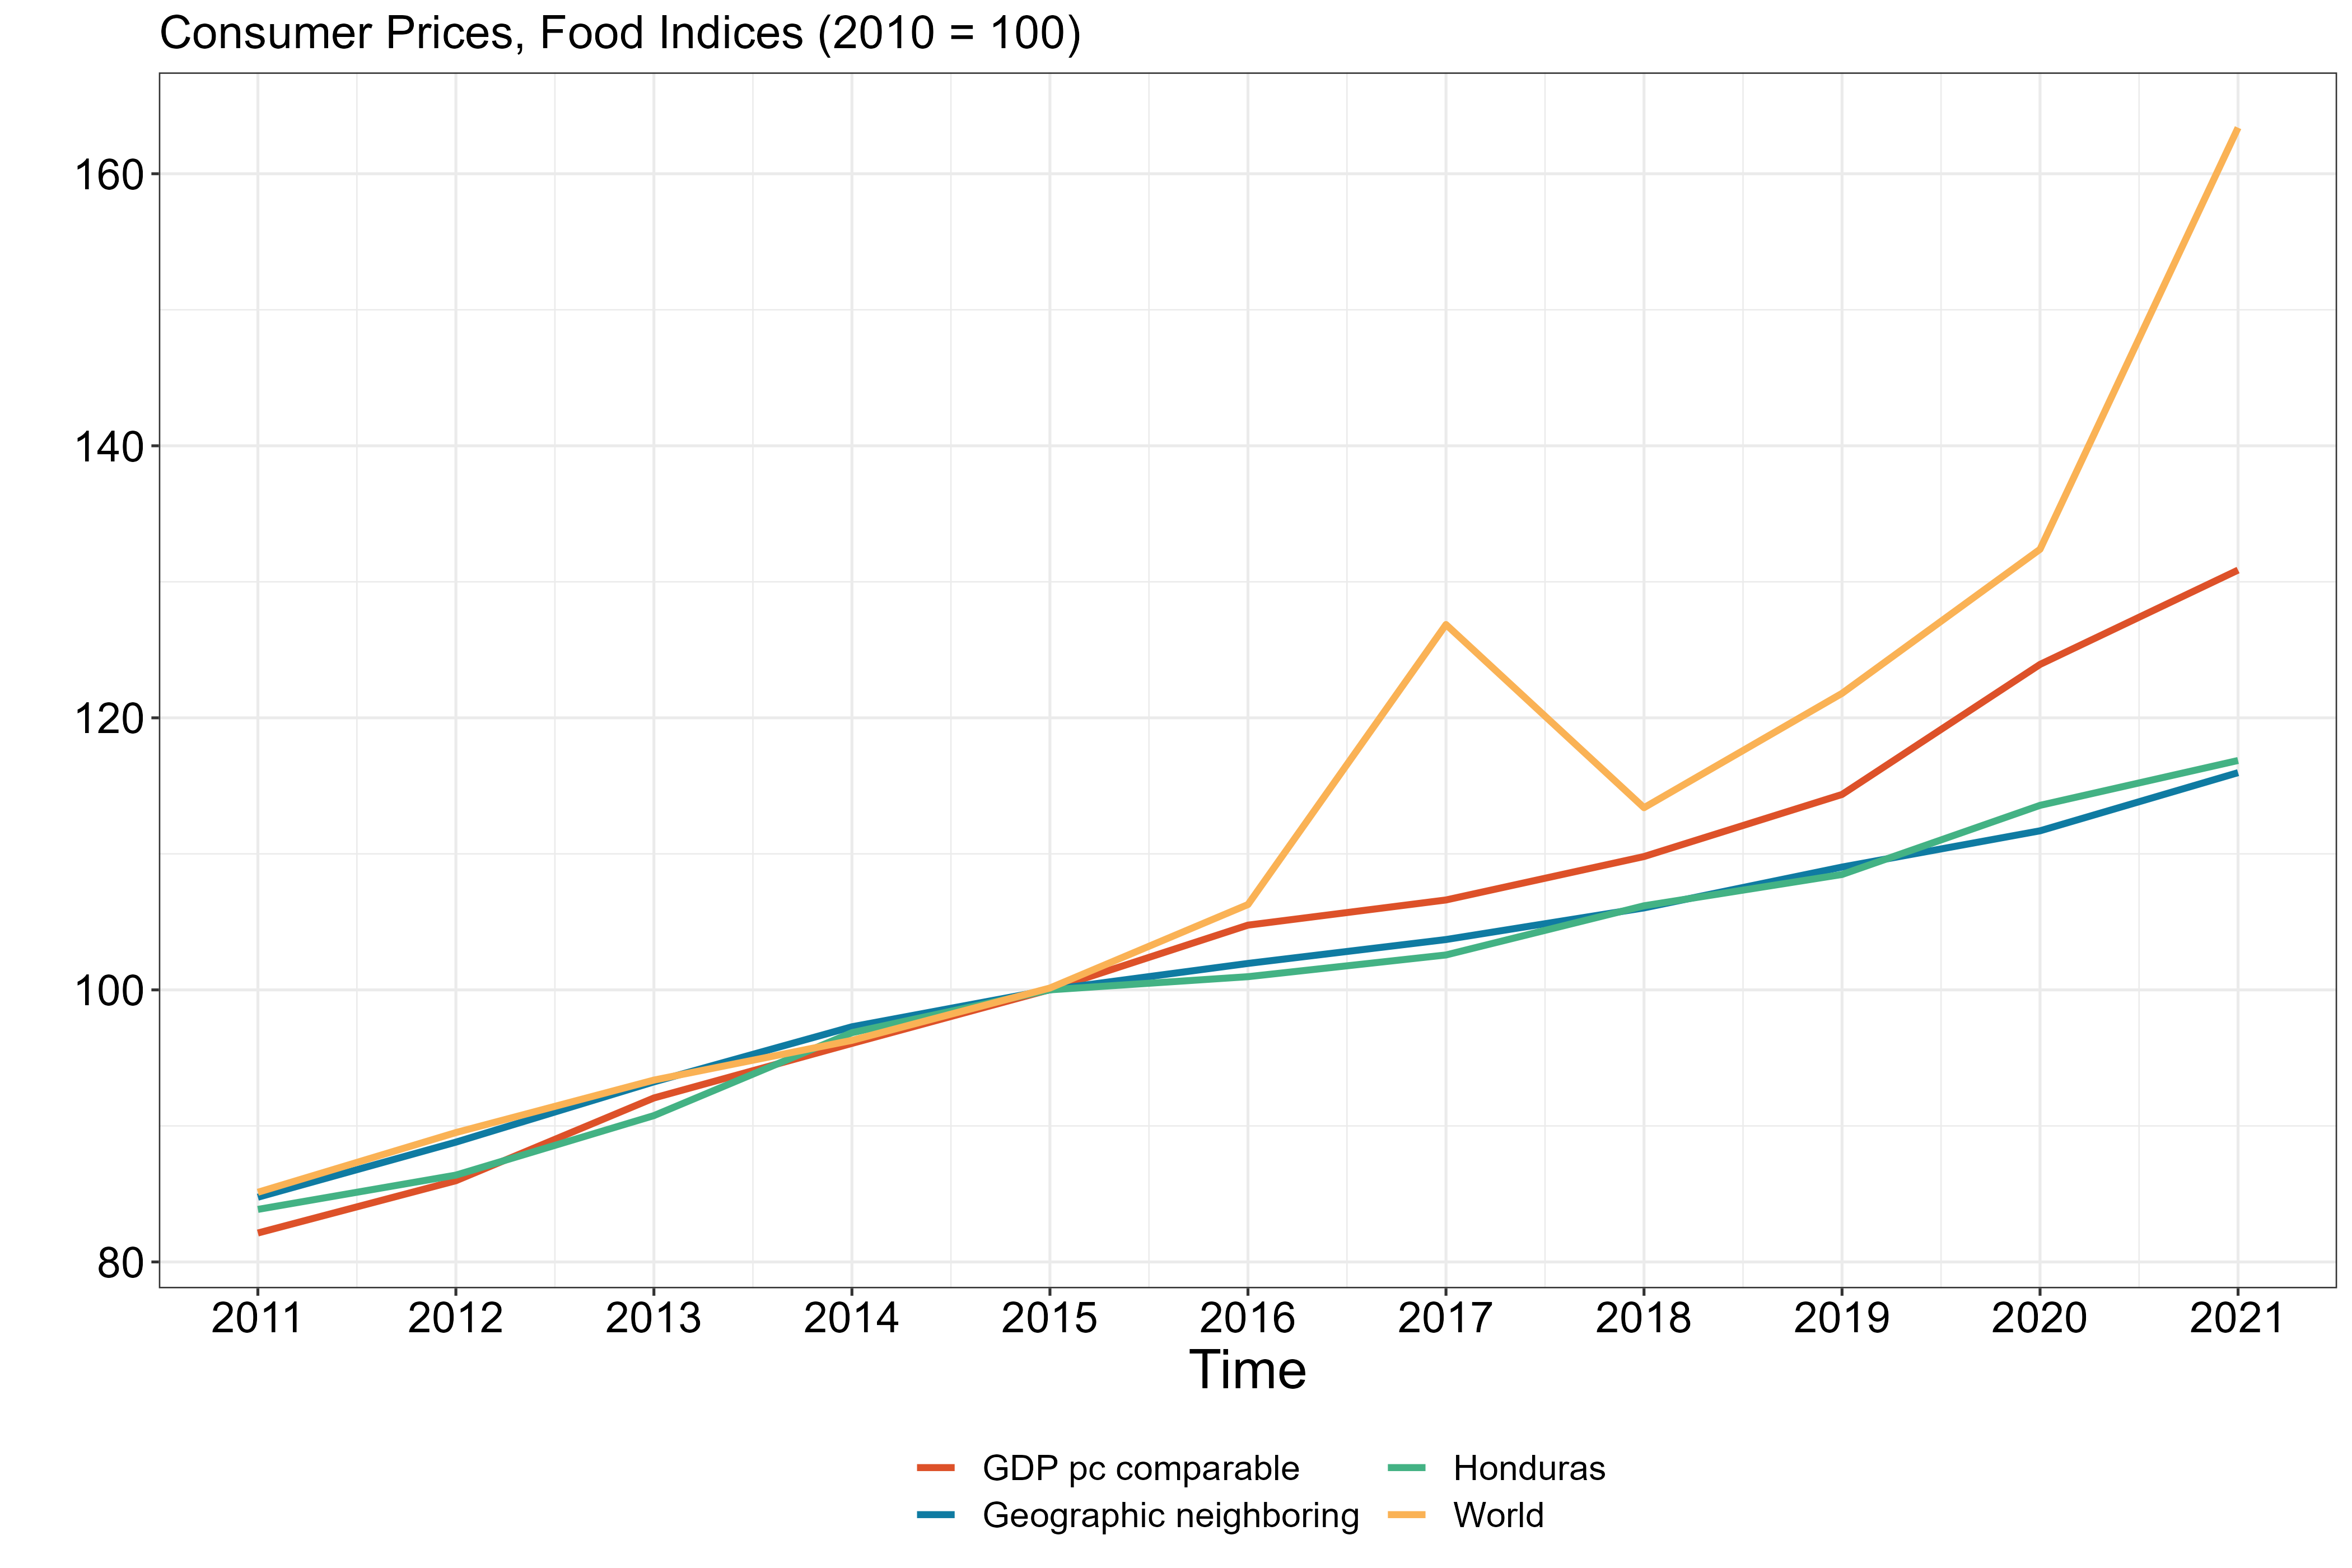 Consumer Prices, Food Indices (2010 = 100)
160
140
120
100
80
2011 2012 2013 2014 2015 2016 2017 2018 2019 2020 2021
Time
GDP pc comparable Honduras
Geographic neighboring World